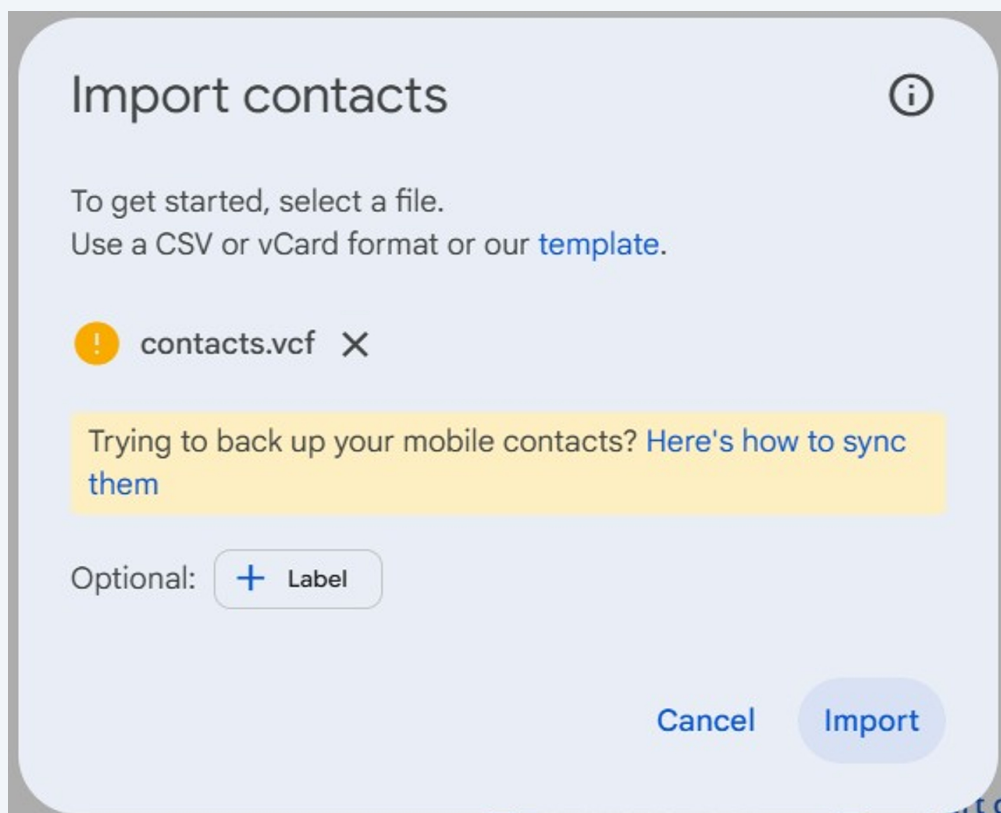 Import contacts
To get started, select a file.
Use a CSV or vCard format or our template.
contacts.vcf
Trying to back up your mobile contacts? Here's how to sync
them
Optional: + Label
Cancel Import